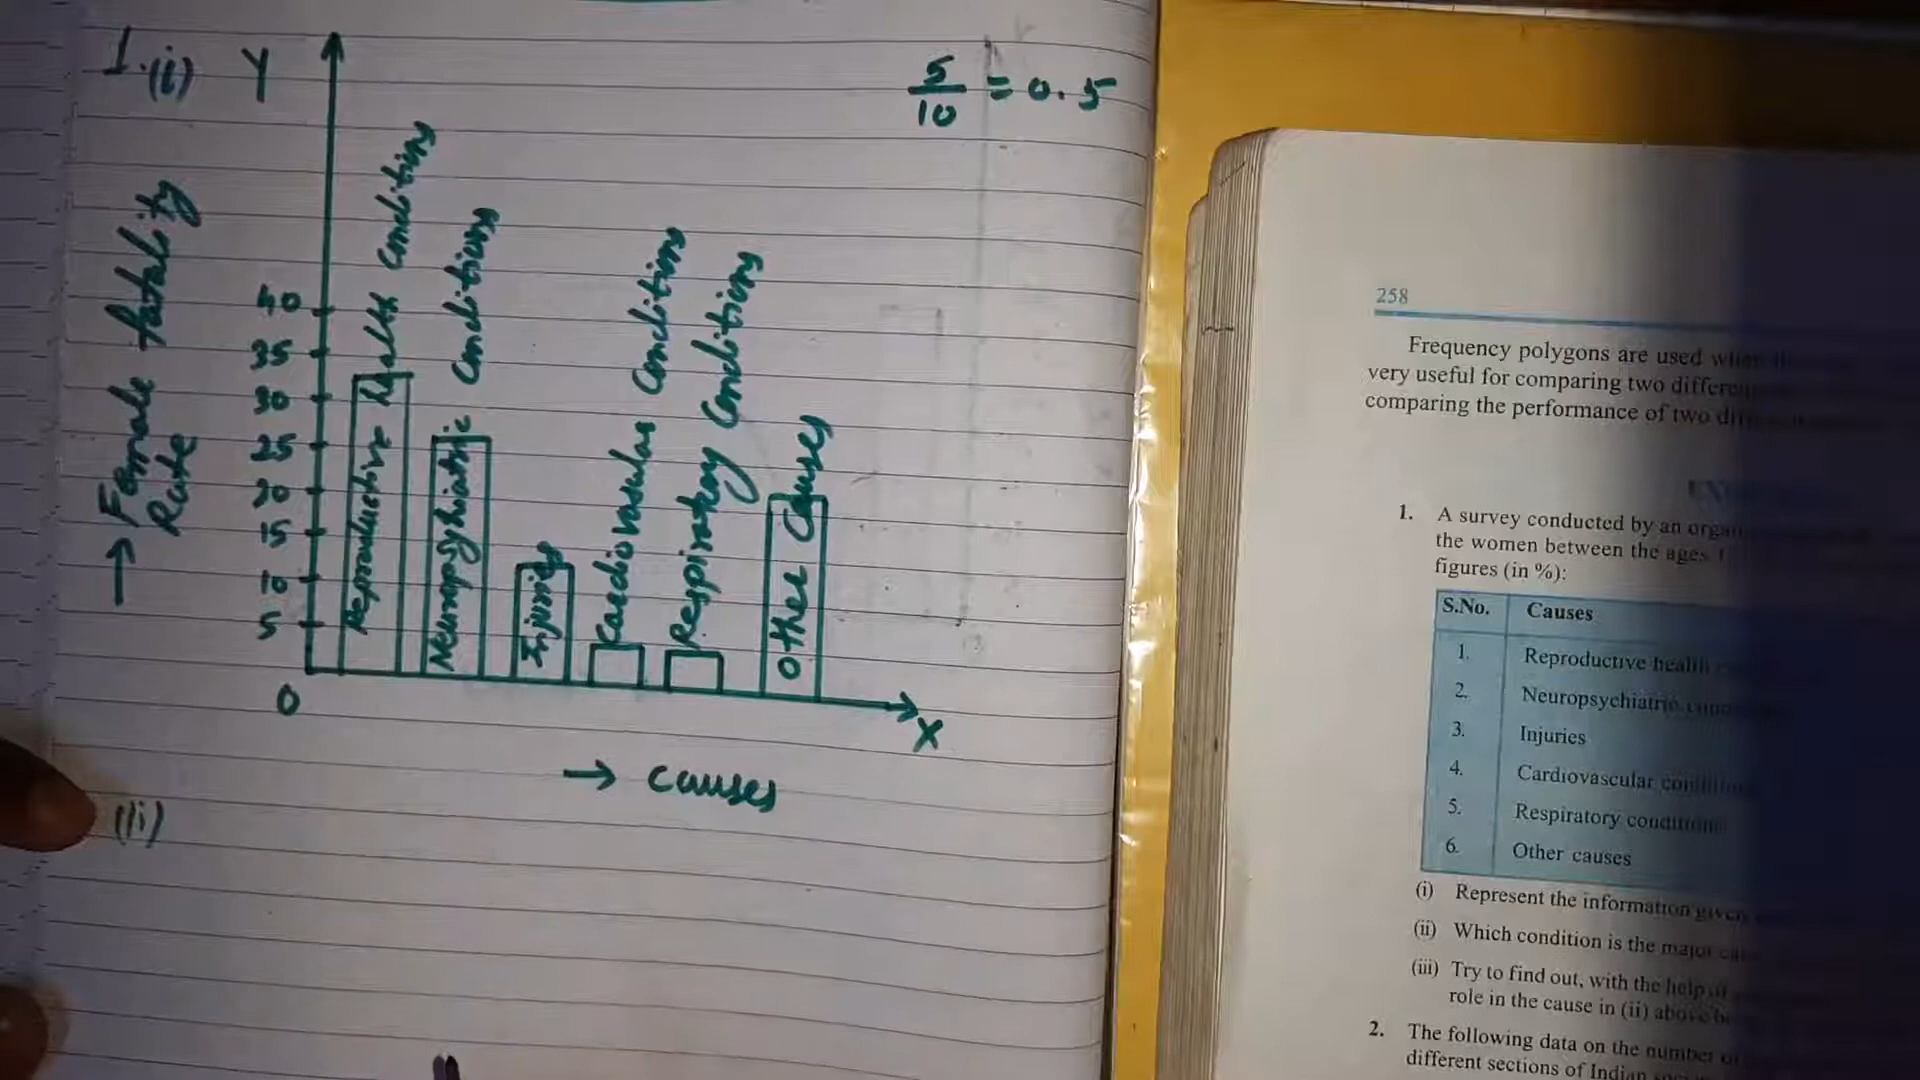 1. (i) Y
5/10 = 0.5
→ Female fatality
Rate
40
35
30
25
20
15
10
5
0
Reproductive health conditions
Neuropsyhiatric conditions
Injuries
Cardiovascular conditions
Respiratory conditions
Other Causes
X
→ Causes
(ii)
258
Frequency polygons are used
very useful for comparing two
comparing the performance of two
1. A survey conducted by an
the women between the ages
figures (in %):
S.No. Causes
1. Reproductive health
2. Neuropsychiatric
3. Injuries
4. Cardiovascular
5. Respiratory
6. Other causes
(i) Represent the information given
(ii) Which condition is the major
(iii) Try to find out, with the help of
role in the cause in (ii) above
2. The following data on the number
different sections of Indian